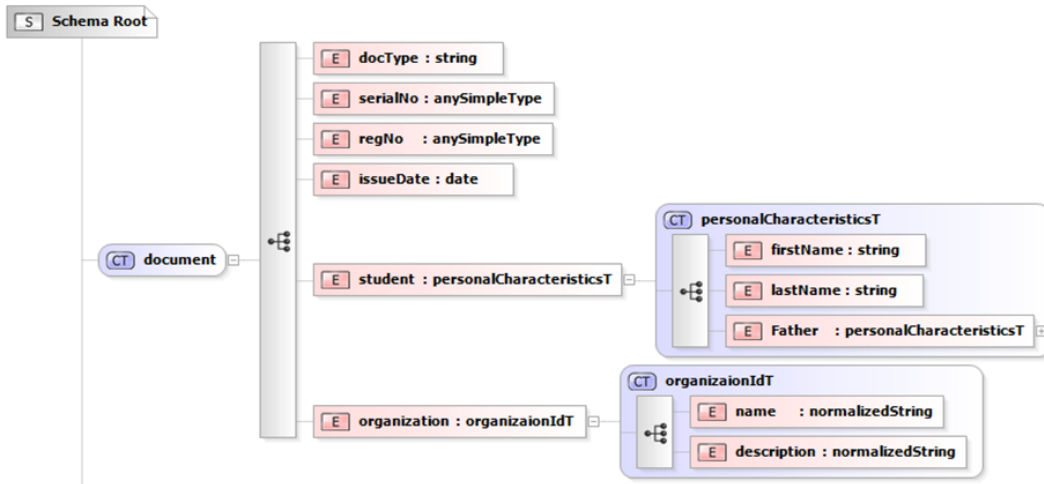 S Schema Root
E docType : string
E serialNo : anySimpleType
E regNo : anySimpleType
E issueDate : date
CT document
E student : personalCharacteristicsT
CT personalCharacteristicsT
E firstName : string
E lastName : string
E Father : personalCharacteristicsT
E organization : organizaionIdT
CT organizaionIdT
E name : normalizedString
E description : normalizedString